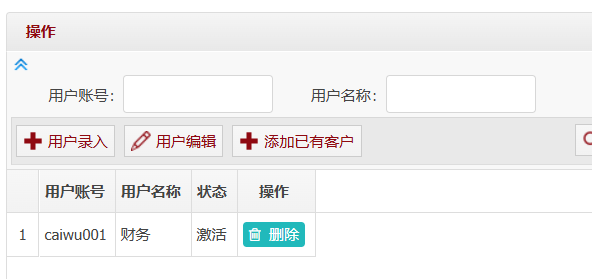 操作
用户账号: 用户名称:
用户录入 用户编辑 添加已有客户
用户账号 用户名称 状态 操作
1 caiwu001 财务 激活 删除